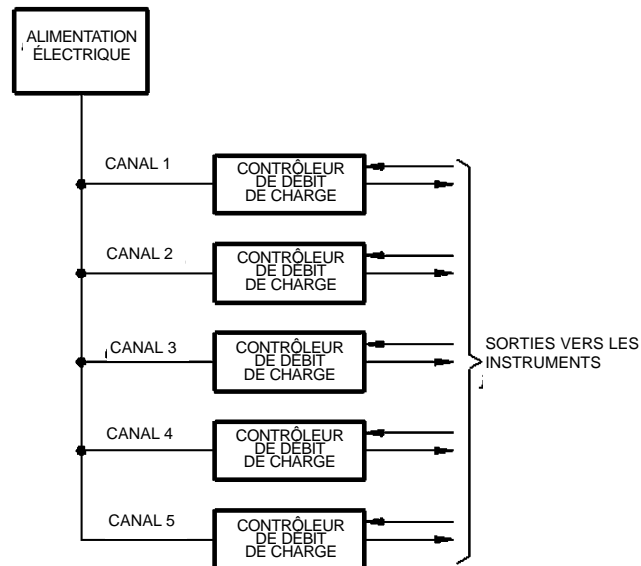 ALIMENTATION
ÉLECTRIQUE
CANAL 1
CONTRÔLEUR
DE DÉBIT
DE CHARGE
CANAL 2
CONTRÔLEUR
DE DÉBIT
DE CHARGE
CANAL 3
CONTRÔLEUR
DE DÉBIT
DE CHARGE
SORTIES VERS LES
INSTRUMENTS
CANAL 4
CONTRÔLEUR
DE DÉBIT
DE CHARGE
CANAL 5
CONTRÔLEUR
DE DÉBIT
DE CHARGE